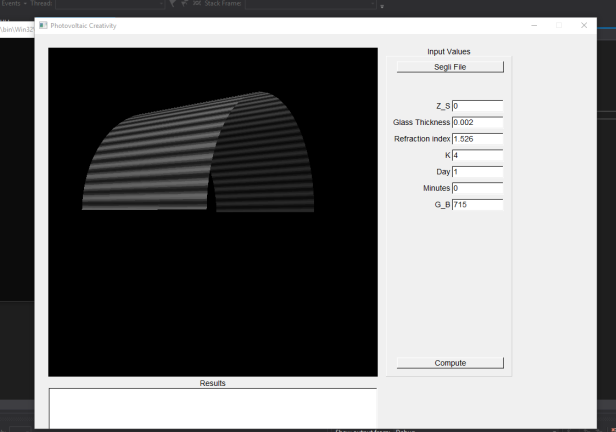 Events
Thread:
Stack Frame:
\bin\Win32
Photovoltaic Creativity
Input Values
Segli File
Z_S 0
Glass Thickness 0.002
Refraction index 1.526
K 4
Day 1
Minutes 0
G_B 715
Compute
Results